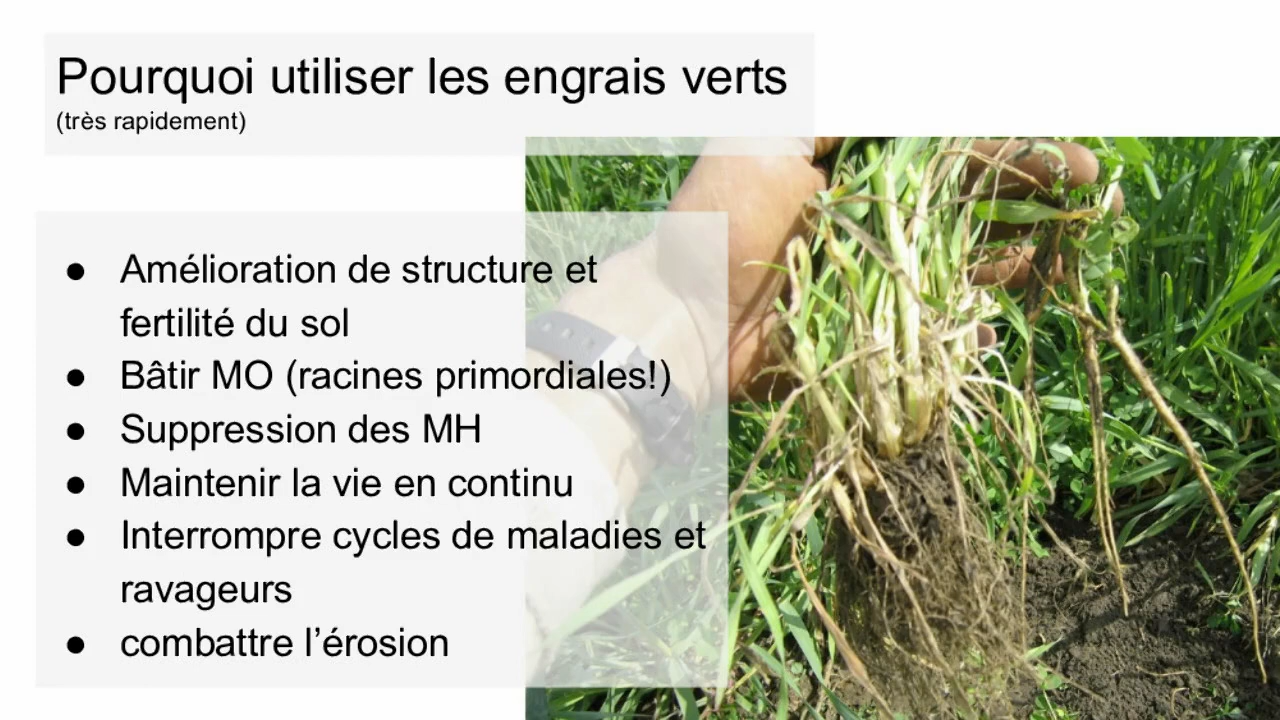 Pourquoi utiliser les engrais verts
(très rapidement)
● Amélioration de structure et
fertilité du sol
● Bâtir MO (racines primordiales!)
● Suppression des MH
● Maintenir la vie en continu
● Interrompre cycles de maladies et
ravageurs
● combattre l’érosion